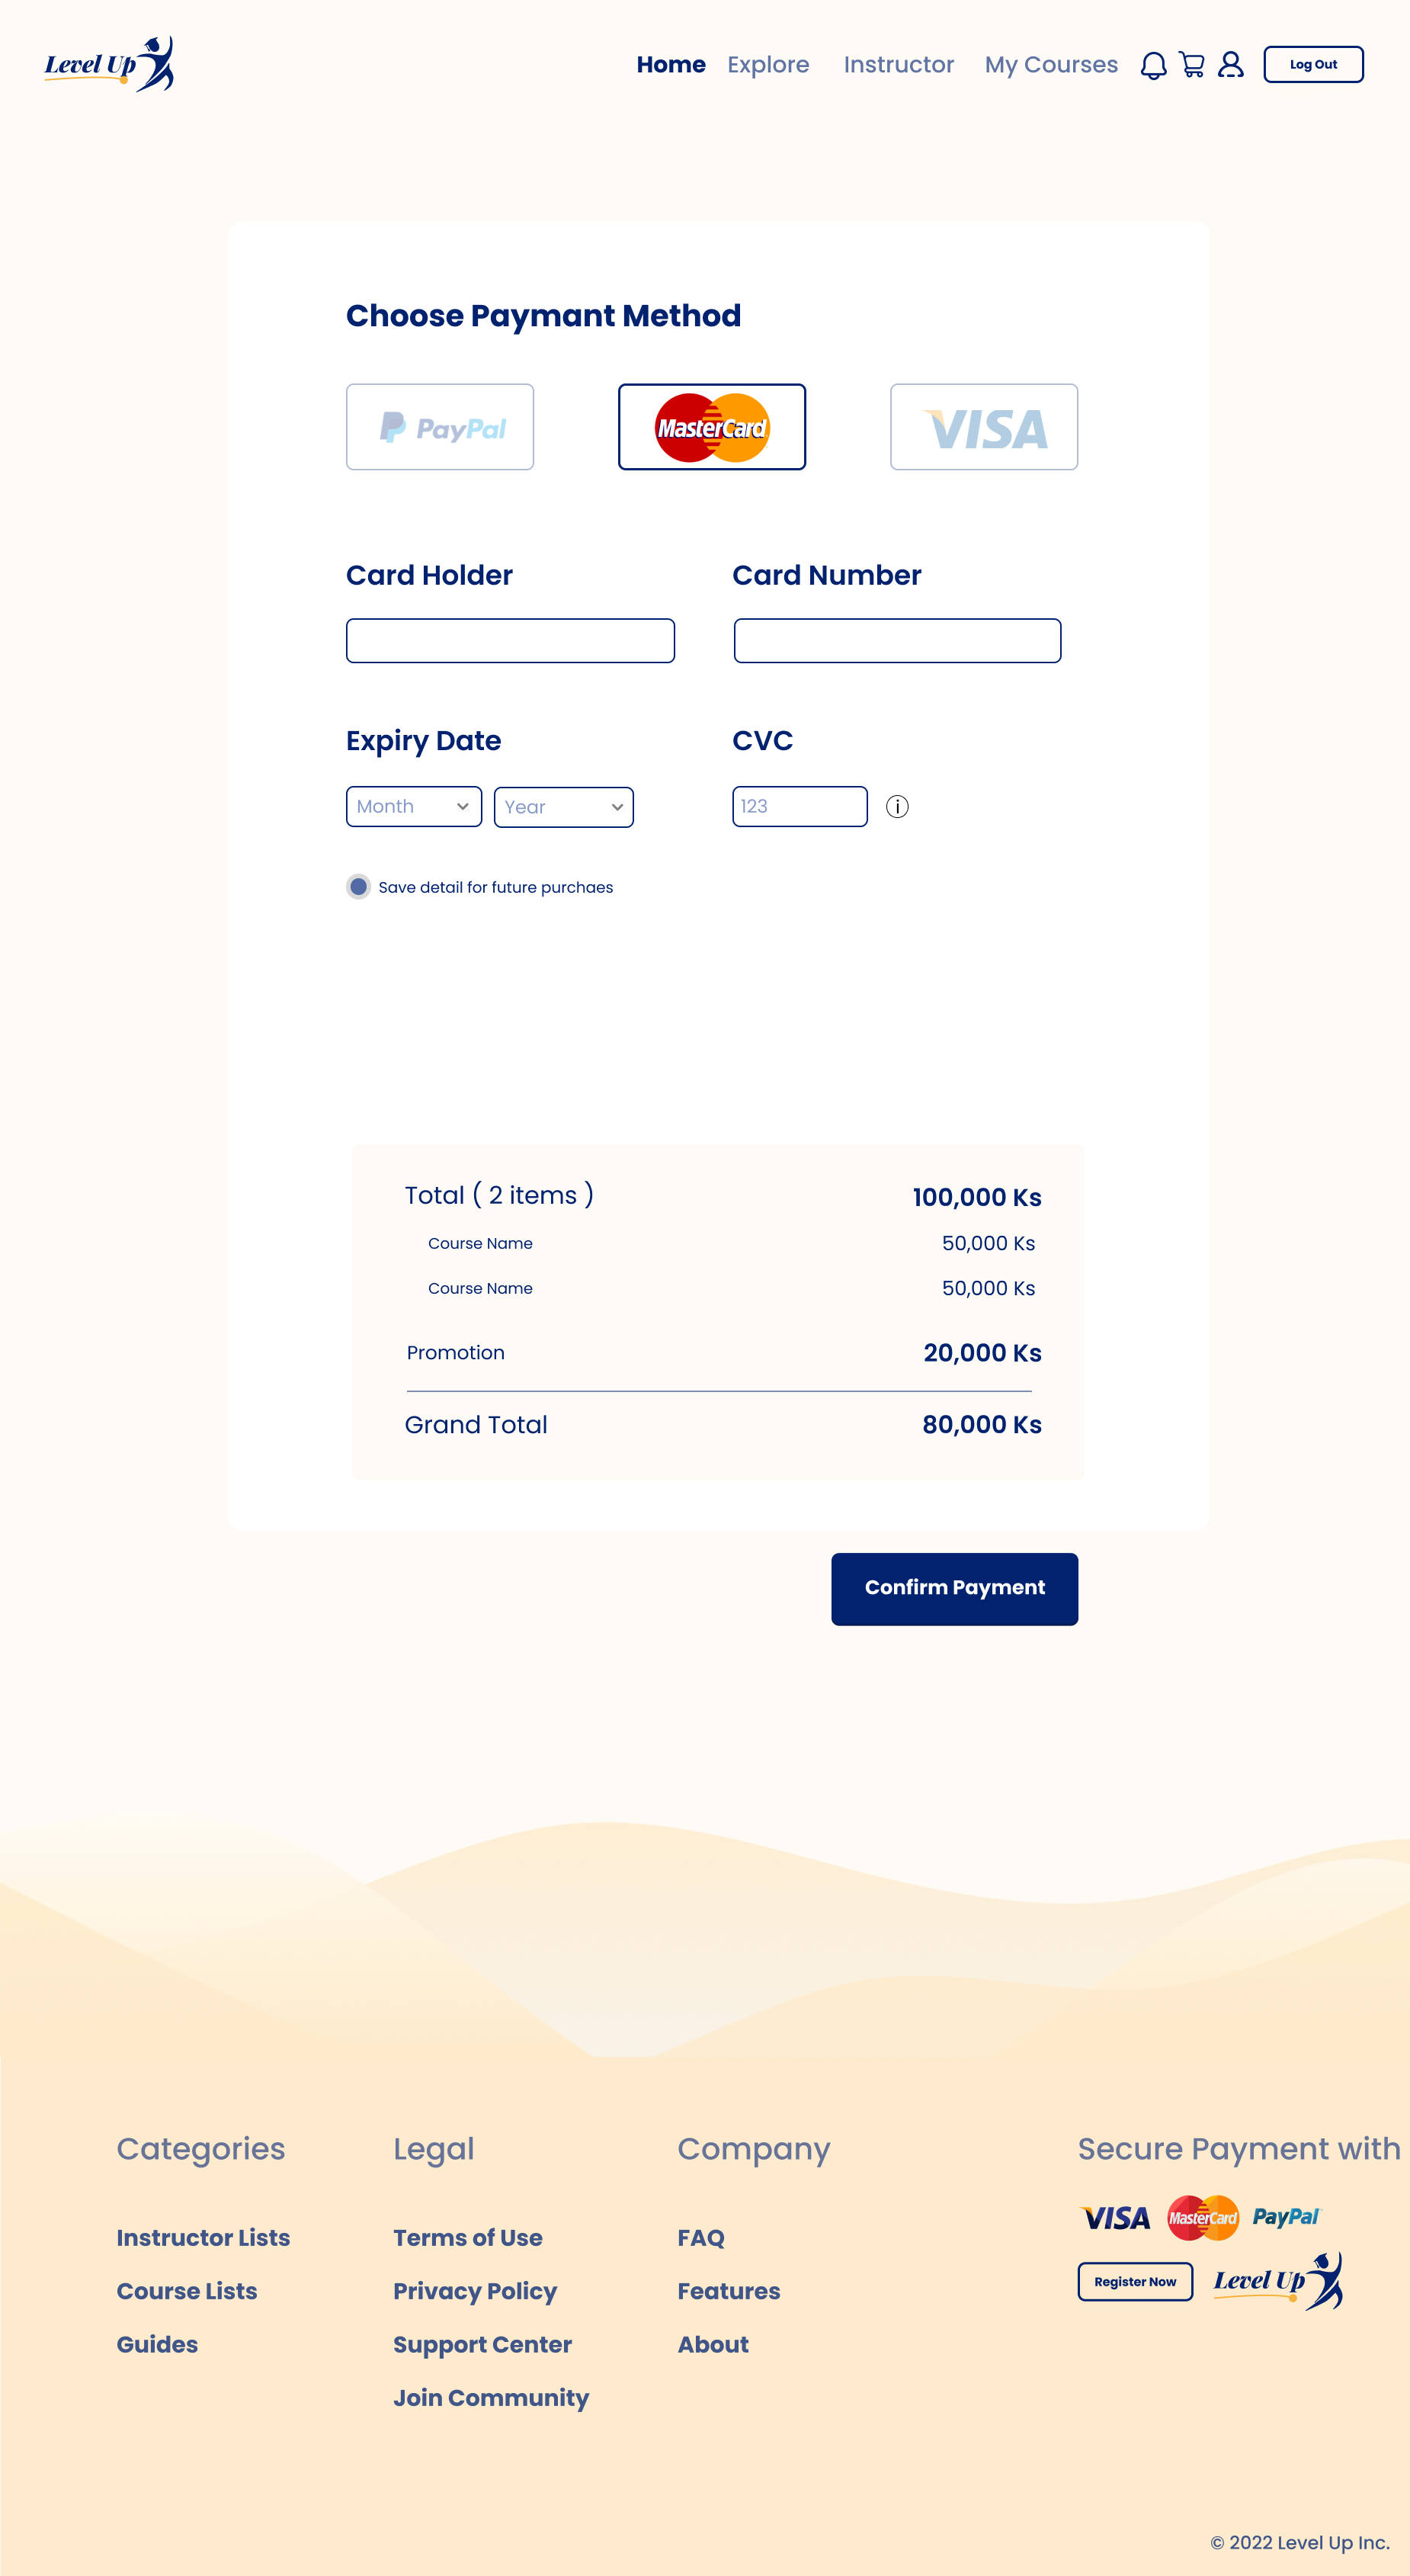 Level Up
Home Explore Instructor My Courses Log Out
Choose Paymant Method
PayPal MasterCard VISA
Card Holder Card Number
Expiry Date CVC
Month Year 123 i
Save detail for future purchaes
Total ( 2 items ) 100,000 Ks
Course Name 50,000 Ks
Course Name 50,000 Ks
Promotion 20,000 Ks
Grand Total 80,000 Ks
Confirm Payment
Categories Legal Company Secure Payment with
VISA MasterCard PayPal
Instructor Lists Terms of Use FAQ
Register Now Level Up
Course Lists Privacy Policy Features
Guides Support Center About
Join Community
© 2022 Level Up Inc.